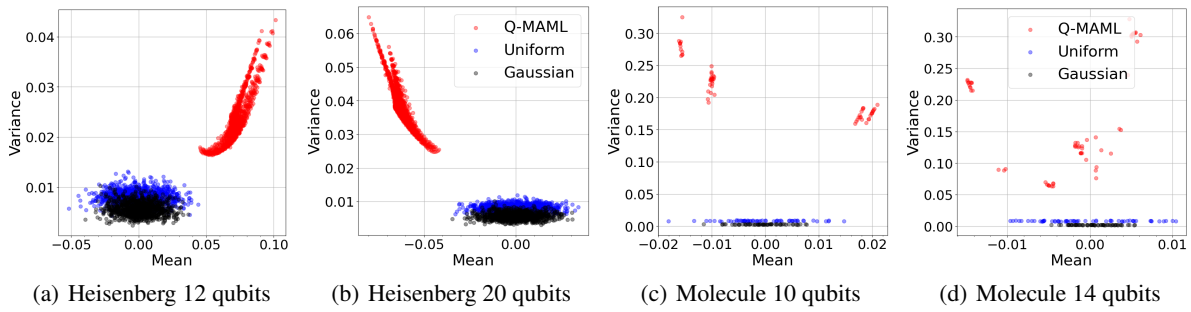 0.04
0.03
0.02
0.01
Variance
−0.05
0.00
0.05
0.10
Mean
(a) Heisenberg 12 qubits
0.06
0.05
0.04
0.03
0.02
0.01
Variance
Q-MAML
Uniform
Gaussian
−0.05
0.00
Mean
(b) Heisenberg 20 qubits
0.30
0.25
0.20
0.15
0.10
0.05
0.00
Variance
−0.02
−0.01
0.00
0.01
0.02
Mean
(c) Molecule 10 qubits
0.30
0.25
0.20
0.15
0.10
0.05
0.00
Variance
Q-MAML
Uniform
Gaussian
−0.01
0.00
0.01
Mean
(d) Molecule 14 qubits